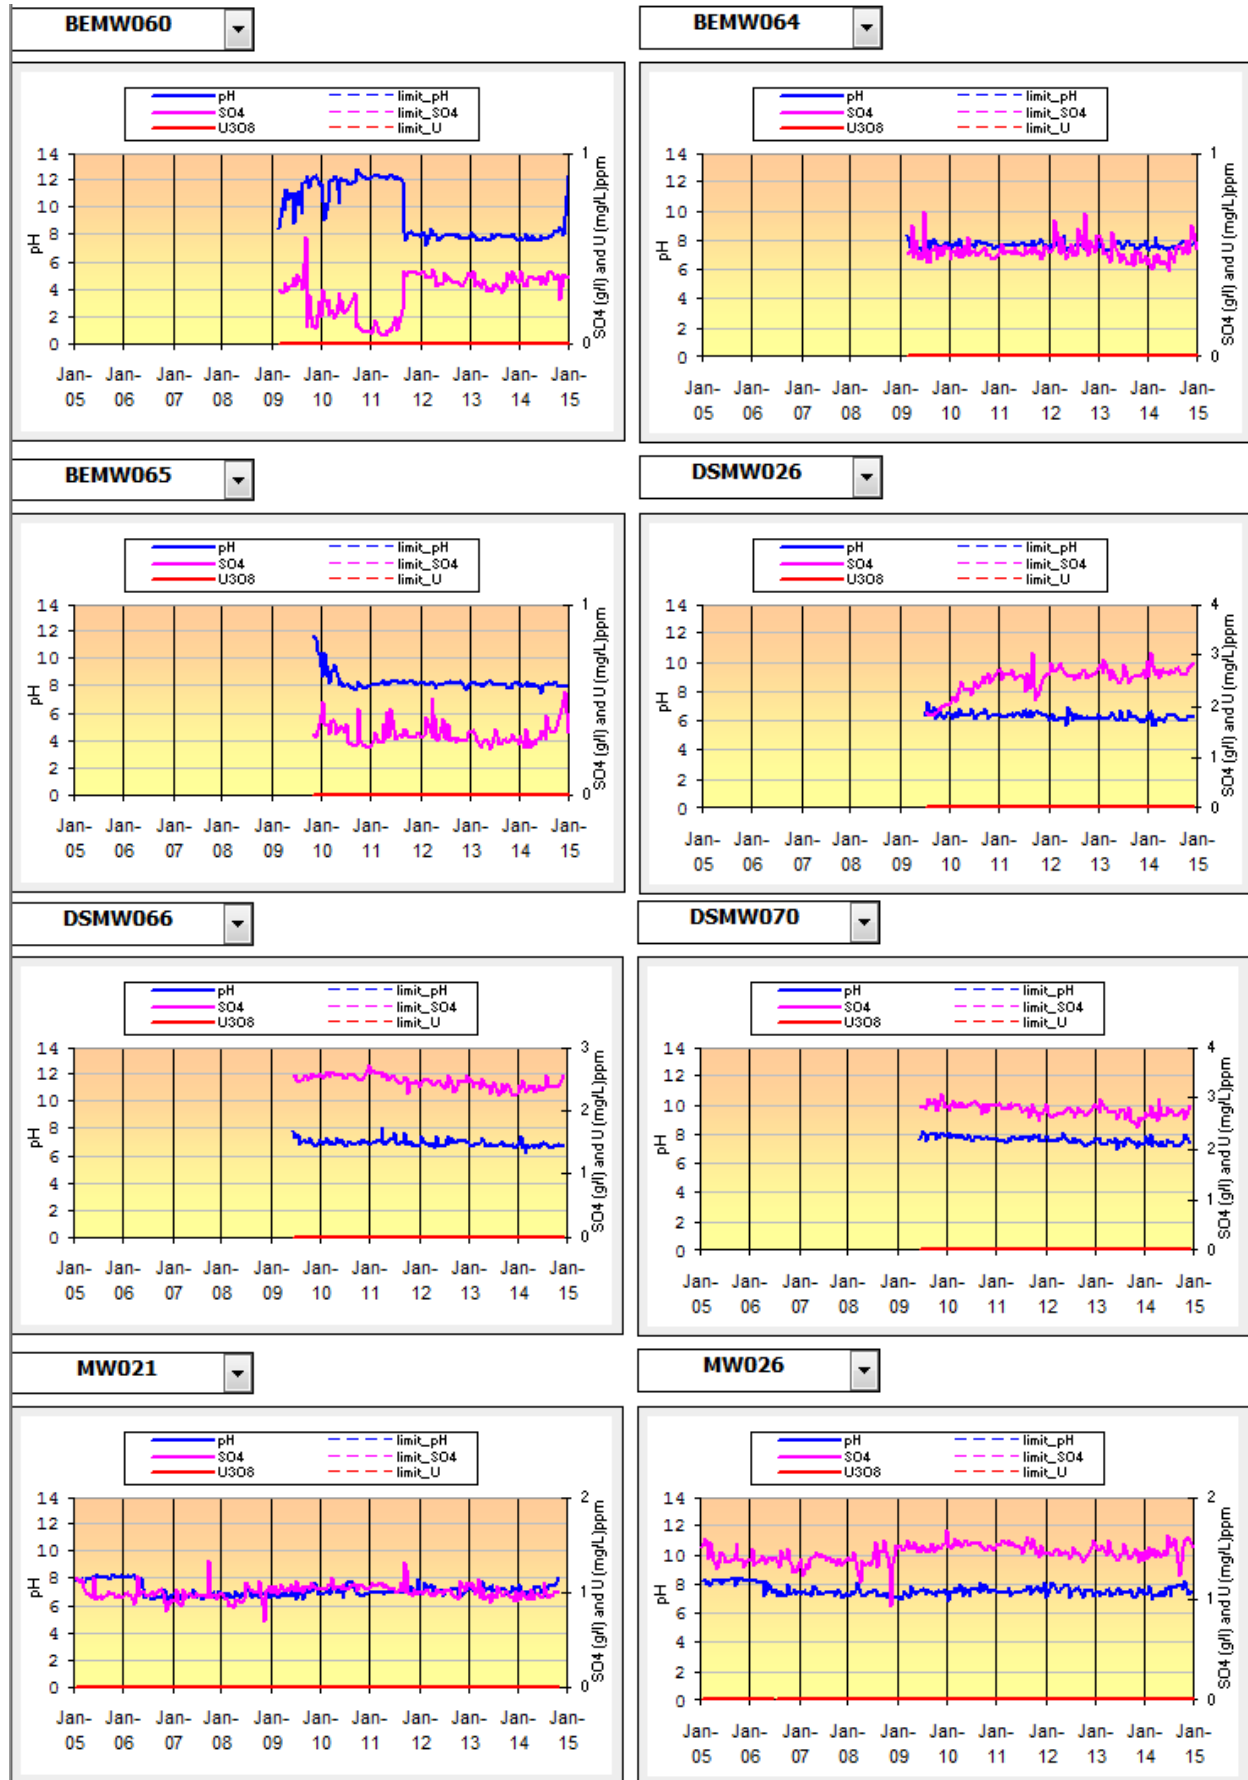 BEMW060
pH limit_pH
SO4 limit_SO4
U3O8 limit_U
14 1
12
10
8
6
4
2
0 0
pH
SO4 (g/l) and U (mg/L)ppm
Jan- Jan- Jan- Jan- Jan- Jan- Jan- Jan- Jan- Jan- Jan-
05 06 07 08 09 10 11 12 13 14 15
BEMW064
pH limit_pH
SO4 limit_SO4
U3O8 limit_U
14 1
12
10
8
6
4
2
0 0
pH
SO4 (g/l) and U (mg/L)ppm
Jan- Jan- Jan- Jan- Jan- Jan- Jan- Jan- Jan- Jan- Jan-
05 06 07 08 09 10 11 12 13 14 15
BEMW065
pH limit_pH
SO4 limit_SO4
U3O8 limit_U
14 1
12
10
8
6
4
2
0 0
pH
SO4 (g/l) and U (mg/L)ppm
Jan- Jan- Jan- Jan- Jan- Jan- Jan- Jan- Jan- Jan- Jan-
05 06 07 08 09 10 11 12 13 14 15
DSMW026
pH limit_pH
SO4 limit_SO4
U3O8 limit_U
14 4
12
10 3
8
6 2
4 1
2
0 0
pH
SO4 (g/l) and U (mg/L)ppm
Jan- Jan- Jan- Jan- Jan- Jan- Jan- Jan- Jan- Jan- Jan-
05 06 07 08 09 10 11 12 13 14 15
DSMW066
pH limit_pH
SO4 limit_SO4
U3O8 limit_U
14 3
12
10 2
8
6
4 1
2
0 0
pH
SO4 (g/l) and U (mg/L)ppm
Jan- Jan- Jan- Jan- Jan- Jan- Jan- Jan- Jan- Jan- Jan-
05 06 07 08 09 10 11 12 13 14 15
DSMW070
pH limit_pH
SO4 limit_SO4
U3O8 limit_U
14 4
12
10 3
8
6 2
4 1
2
0 0
pH
SO4 (g/l) and U (mg/L)ppm
Jan- Jan- Jan- Jan- Jan- Jan- Jan- Jan- Jan- Jan- Jan-
05 06 07 08 09 10 11 12 13 14 15
MW021
pH limit_pH
SO4 limit_SO4
U3O8 limit_U
14 2
12
10
8
6 1
4
2
0 0
pH
SO4 (g/l) and U (mg/L)ppm
Jan- Jan- Jan- Jan- Jan- Jan- Jan- Jan- Jan- Jan- Jan-
05 06 07 08 09 10 11 12 13 14 15
MW026
pH limit_pH
SO4 limit_SO4
U3O8 limit_U
14 2
12
10
8
6 1
4
2
0 0
pH
SO4 (g/l) and U (mg/L)ppm
Jan- Jan- Jan- Jan- Jan- Jan- Jan- Jan- Jan- Jan- Jan-
05 06 07 08 09 10 11 12 13 14 15